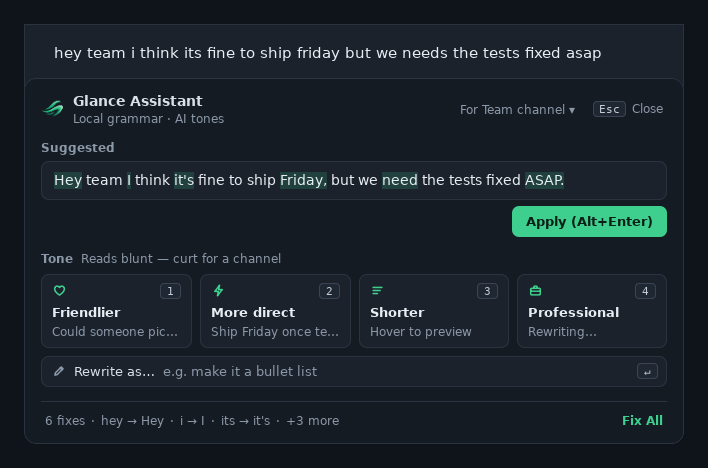 hey team i think its fine to ship friday but we needs the tests fixed asap
Glance Assistant
Local grammar · AI tones
For Team channel ▾
Esc Close
Suggested
Hey team I think it's fine to ship Friday, but we need the tests fixed ASAP.
Apply (Alt+Enter)
Tone Reads blunt — curt for a channel
1
Friendlier
Could someone pic...
2
More direct
Ship Friday once te...
3
Shorter
Hover to preview
4
Professional
Rewriting...
Rewrite as... e.g. make it a bullet list ↵
6 fixes · hey → Hey · i → I · its → it's · +3 more
Fix All